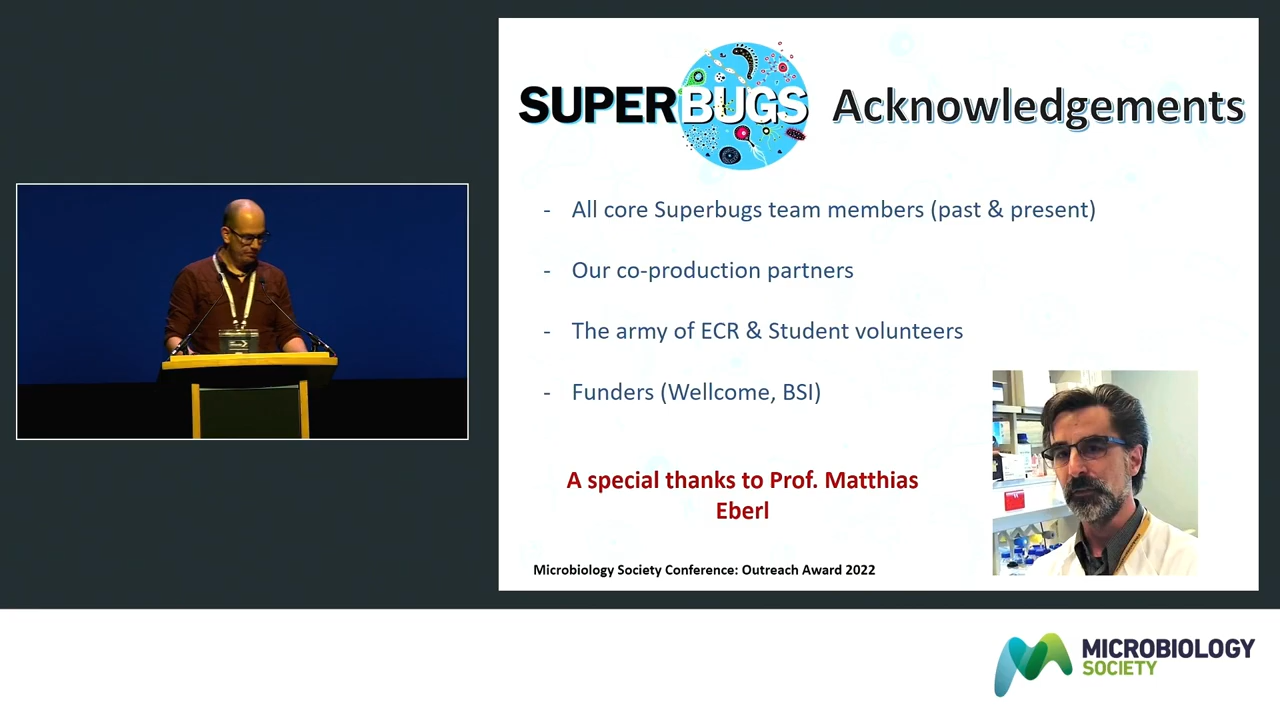 SUPERBUGS Acknowledgements
- All core Superbugs team members (past & present)
- Our co-production partners
- The army of ECR & Student volunteers
- Funders (Wellcome, BSI)
A special thanks to Prof. Matthias
Eberl
Microbiology Society Conference: Outreach Award 2022
MICROBIOLOGY
SOCIETY